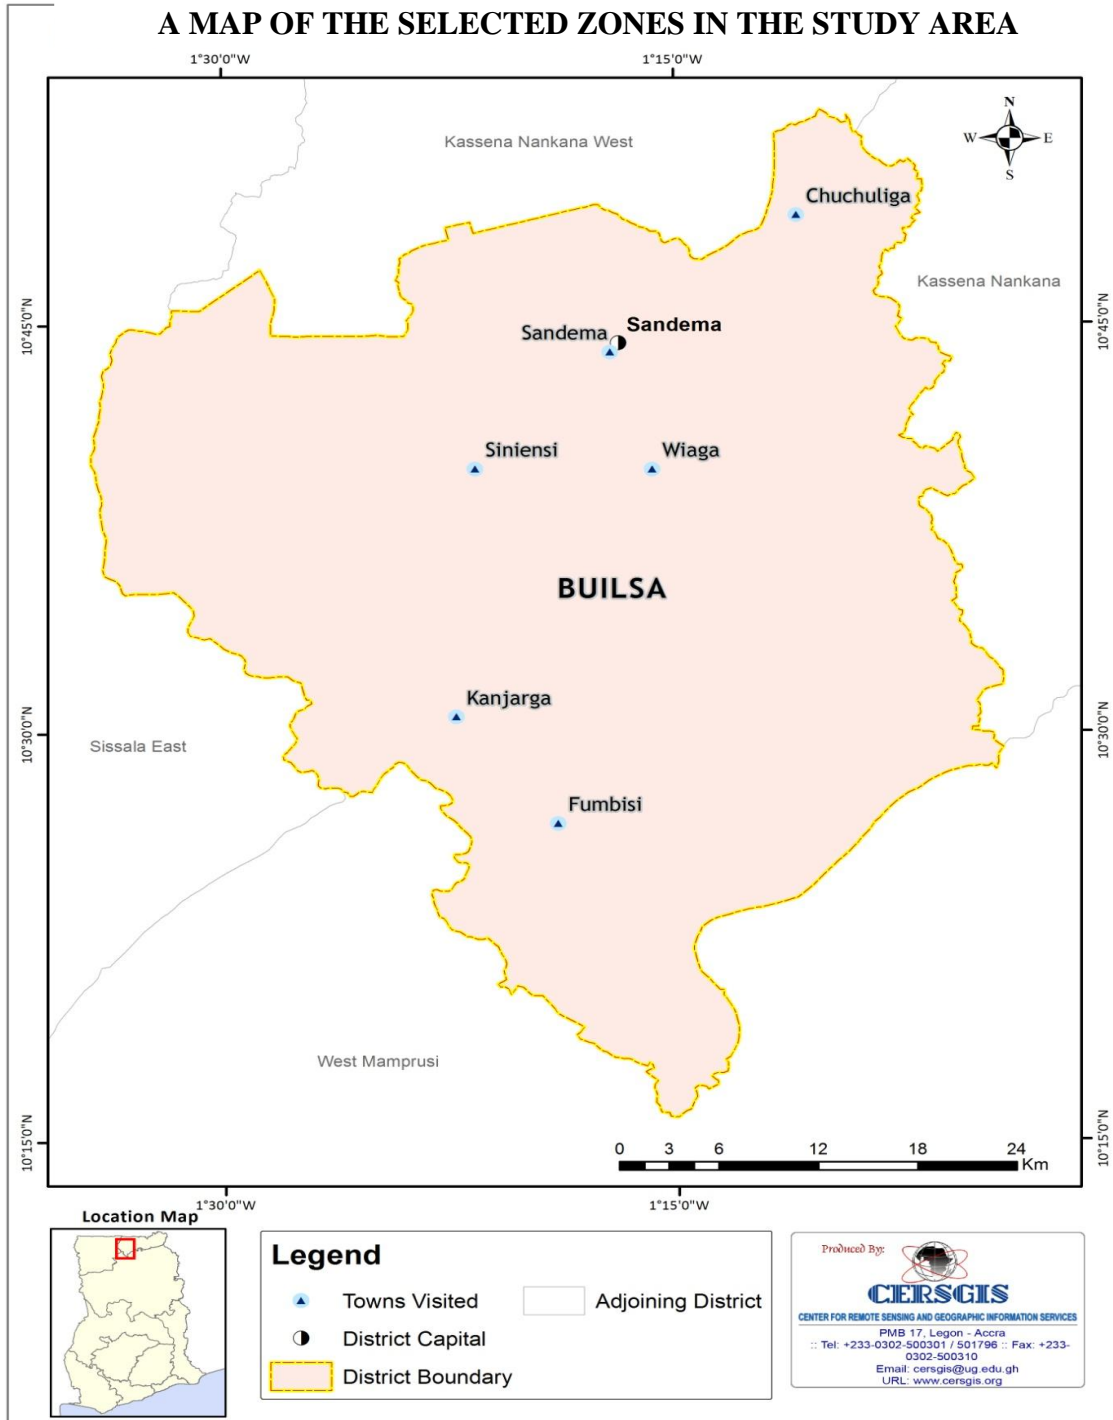 A MAP OF THE SELECTED ZONES IN THE STUDY AREA
1°30'0"W
1°15'0"W
N
W E
S
Kassena Nankana West
Chuchuliga
Kassena Nankana
10°45'0"N
10°45'0"N
Sandema
Sandema
Siniensi
Wiaga
BUILSA
Kanjarga
10°30'0"N
10°30'0"N
Sissala East
Fumbisi
West Mamprusi
10°15'0"N
10°15'0"N
0 3 6 12 18 24
Km
1°30'0"W
1°15'0"W
Location Map
Legend
Towns Visited
Adjoining District
District Capital
District Boundary
Produced By:
CERSGIS
CENTER FOR REMOTE SENSING AND GEOGRAPHIC INFORMATION SERVICES
PMB 17, Legon - Accra
:: Tel: +233-0302-500301 / 501796 :: Fax: +233-
0302-500310
Email: cersgis@ug.edu.gh
URL: www.cersgis.org